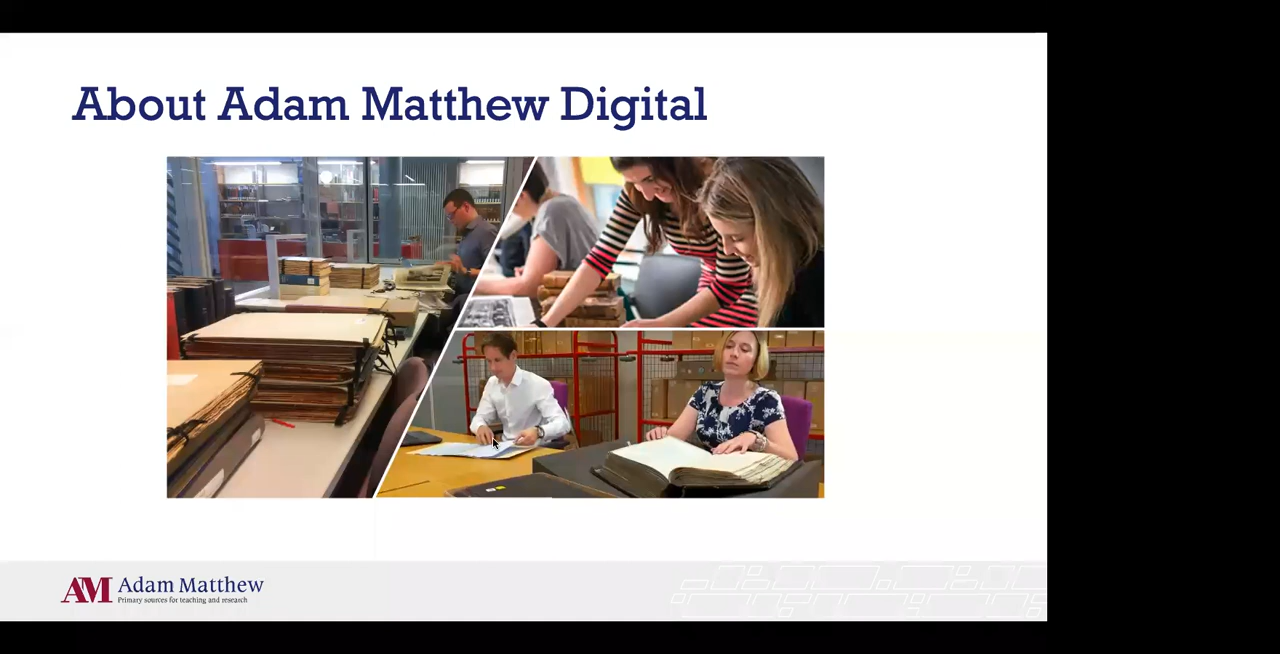 About Adam Matthew Digital
AM Adam Matthew
Primary sources for teaching and research